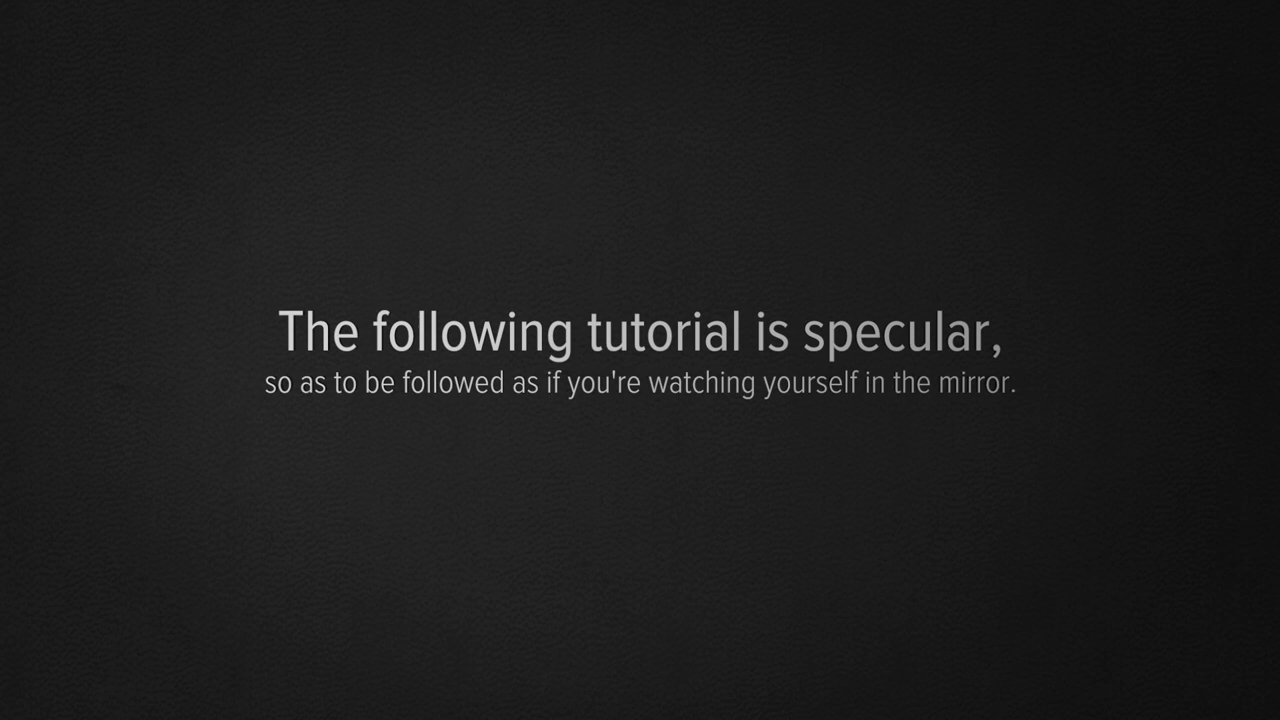 The following tutorial is specular,
so as to be followed as if you're watching yourself in the mirror.